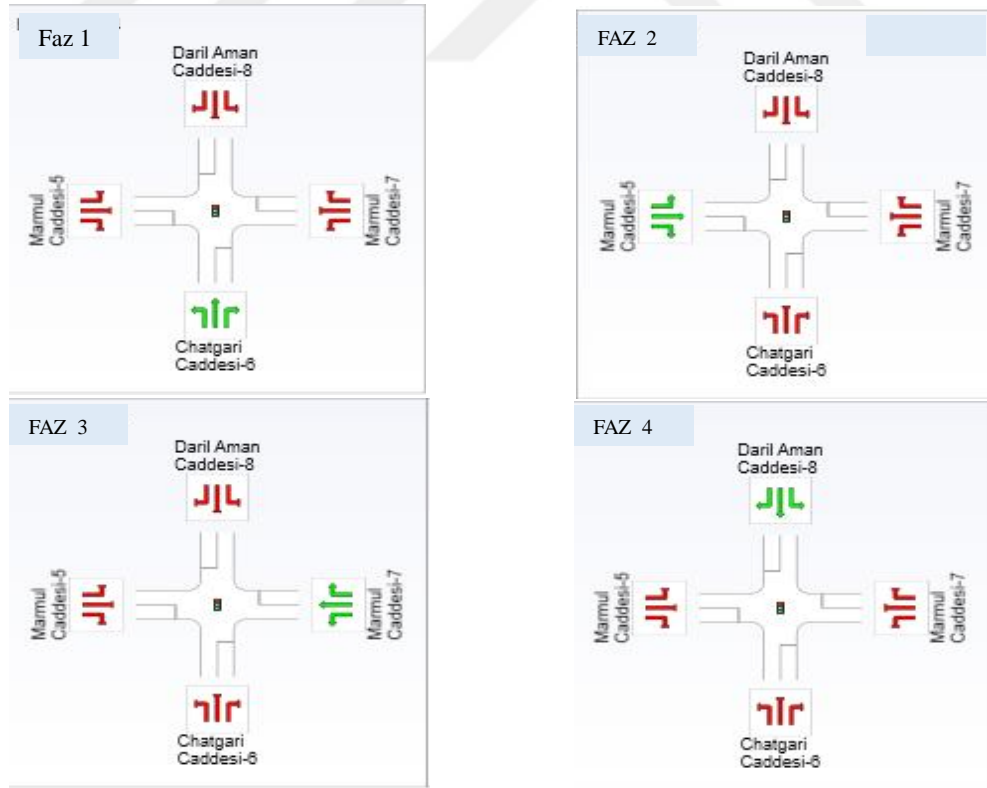 Faz 1
Daril Aman
Caddesi-8
Marmul
Caddesi-5
Marmul
Caddesi-7
Chatgari
Caddesi-6
FAZ 2
Daril Aman
Caddesi-8
Marmul
Caddesi-5
Marmul
Caddesi-7
Chatgari
Caddesi-6
FAZ 3
Daril Aman
Caddesi-8
Marmul
Caddesi-5
Marmul
Caddesi-7
Chatgari
Caddesi-6
FAZ 4
Daril Aman
Caddesi-8
Marmul
Caddesi-5
Marmul
Caddesi-7
Chatgari
Caddesi-6